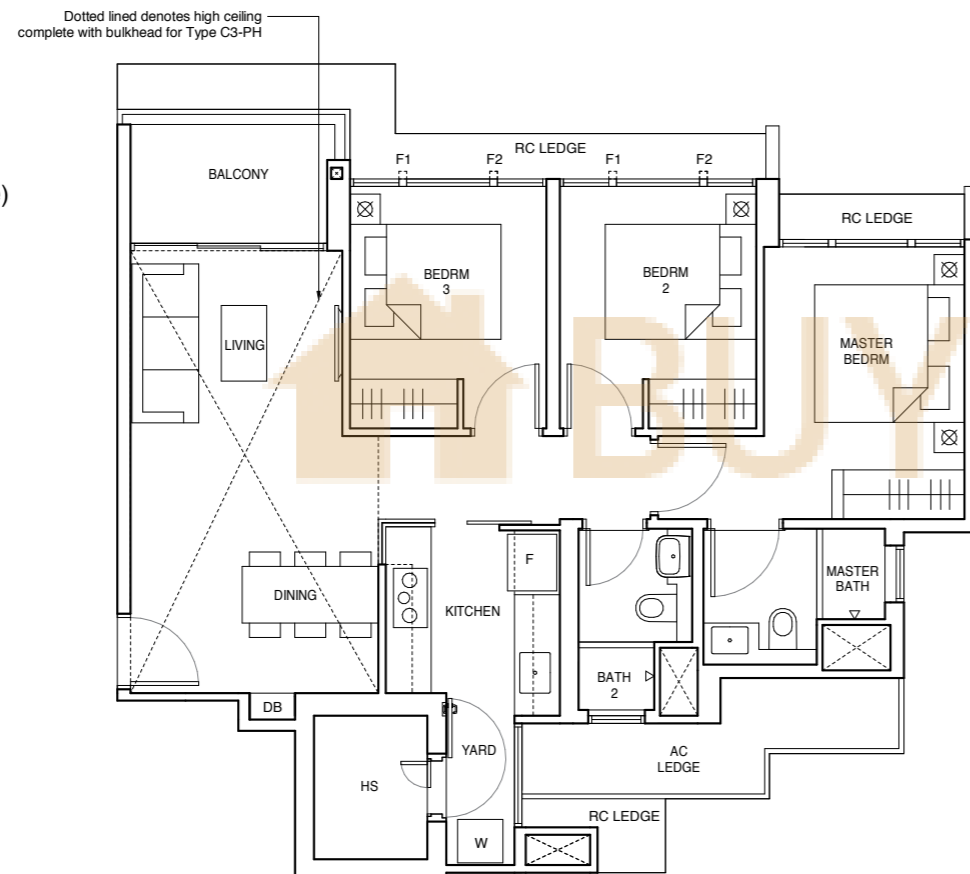 Dotted lined denotes high ceiling
complete with bulkhead for Type C3-PH
)
BALCONY
RC LEDGE
F1
F2
F1
F2
RC LEDGE
BEDRM
3
BEDRM
2
MASTER
BEDRM
LIVING
BUY
DINING
KITCHEN
F
MASTER
BATH
BATH
2
DB
YARD
HS
AC
LEDGE
RC LEDGE
W